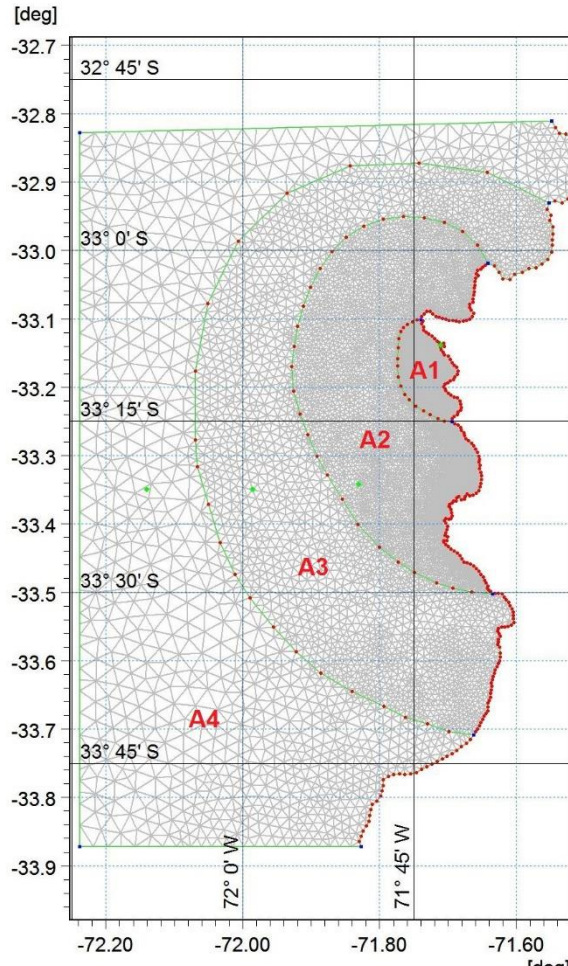 [deg]
-32.7
32° 45' S
-32.8
-32.9
33° 0' S
-33.0
-33.1
A1
-33.2
33° 15' S
A2
-33.3
-33.4
33° 30' S
A3
-33.5
-33.6
A4
-33.7
33° 45' S
-33.8
72° 0' W
71° 45' W
-33.9
-72.20 -72.00 -71.80 -71.60
[deg]